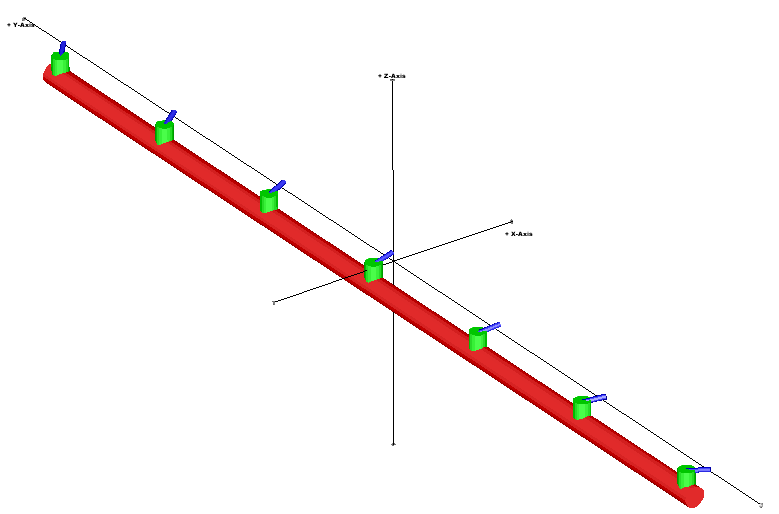 + Y-Axis
+ Z-Axis
+ X-Axis